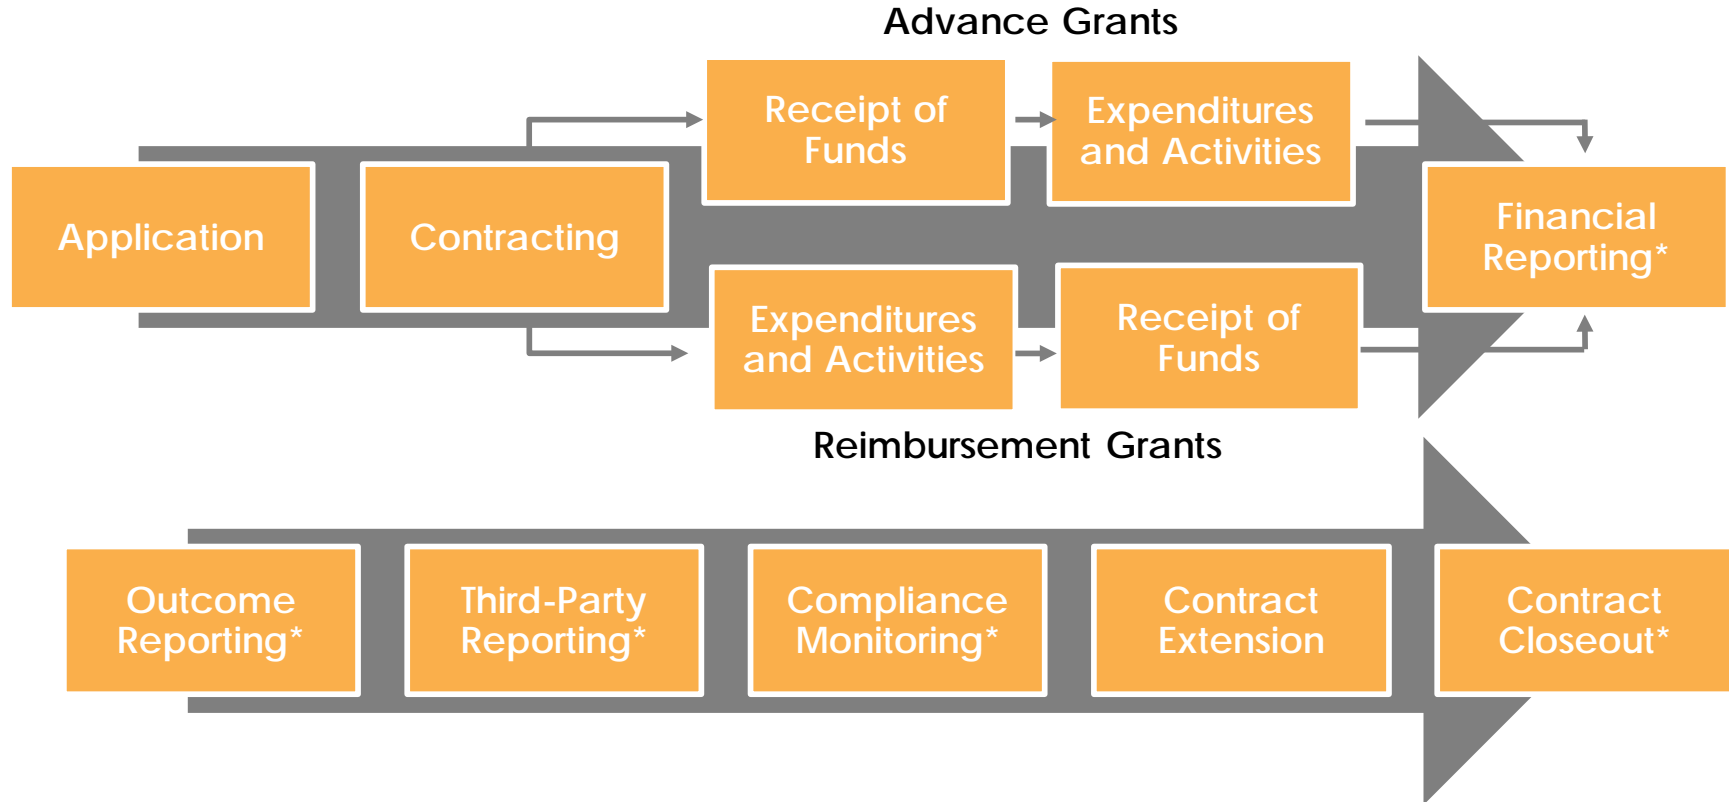 Advance Grants
Receipt of
Funds
Expenditures
and Activities
Application
Contracting
Financial
Reporting*
Expenditures
and Activities
Receipt of
Funds
Reimbursement Grants
Outcome
Reporting*
Third-Party
Reporting*
Compliance
Monitoring*
Contract
Extension
Contract
Closeout*